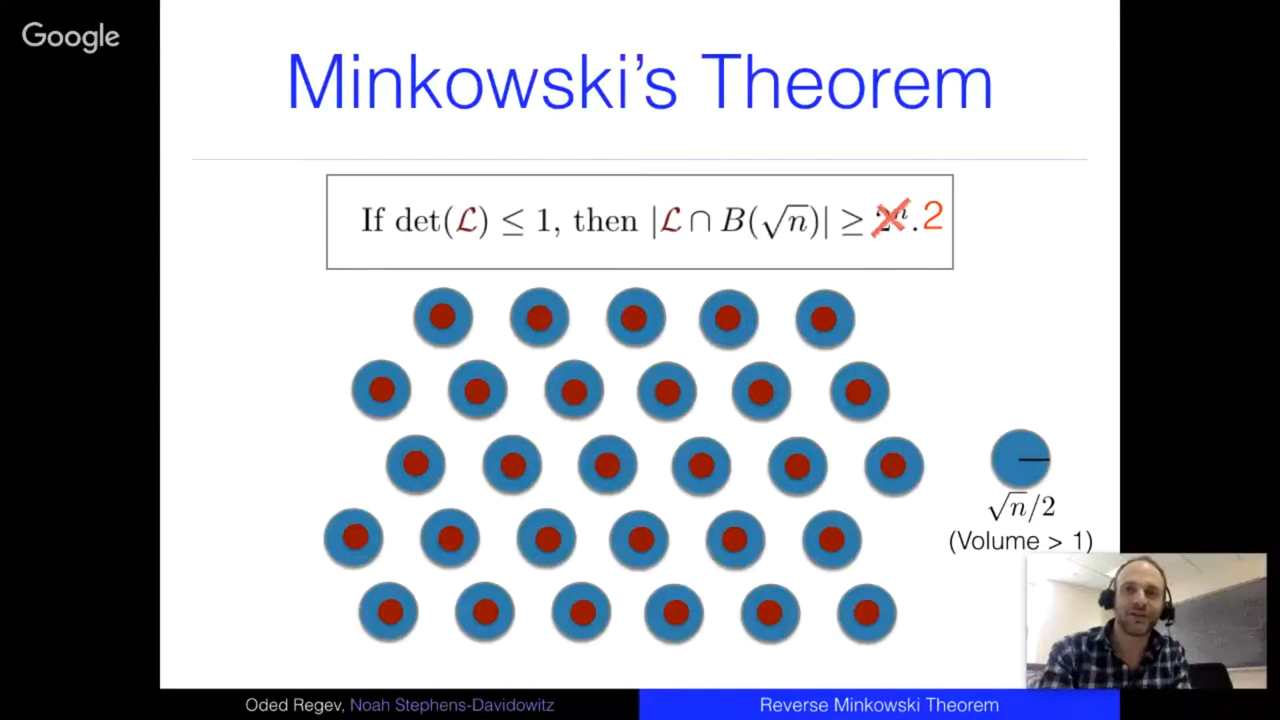 Google
Minkowski's Theorem
If det(ℒ) ≤ 1, then |ℒ ∩ B(√n)| ≥ 2ⁿ. 2
√n/2
(Volume > 1)
Oded Regev, Noah Stephens-Davidowitz
Reverse Minkowski Theorem